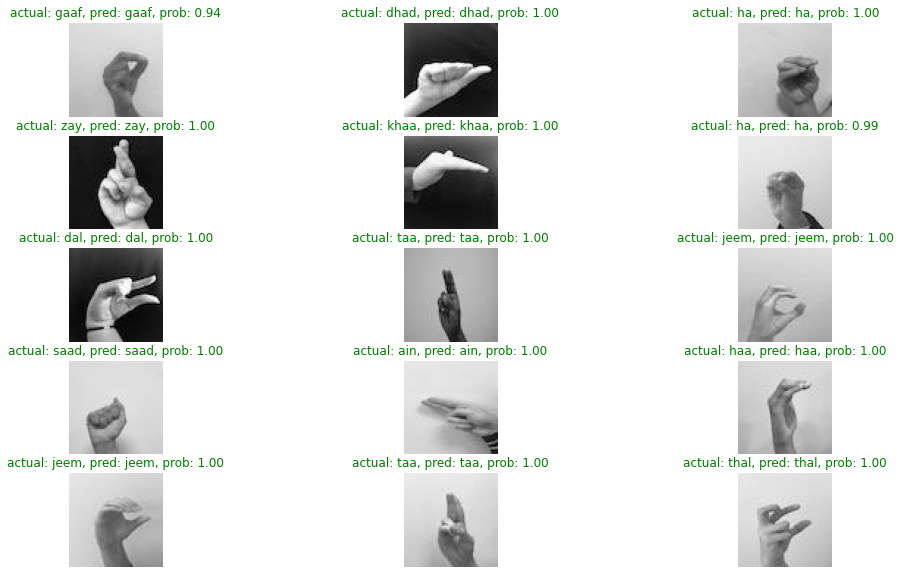 actual: gaaf, pred: gaaf, prob: 0.94
actual: dhad, pred: dhad, prob: 1.00
actual: ha, pred: ha, prob: 1.00
actual: zay, pred: zay, prob: 1.00
actual: khaa, pred: khaa, prob: 1.00
actual: ha, pred: ha, prob: 0.99
actual: dal, pred: dal, prob: 1.00
actual: taa, pred: taa, prob: 1.00
actual: jeem, pred: jeem, prob: 1.00
actual: saad, pred: saad, prob: 1.00
actual: ain, pred: ain, prob: 1.00
actual: haa, pred: haa, prob: 1.00
actual: jeem, pred: jeem, prob: 1.00
actual: taa, pred: taa, prob: 1.00
actual: thal, pred: thal, prob: 1.00